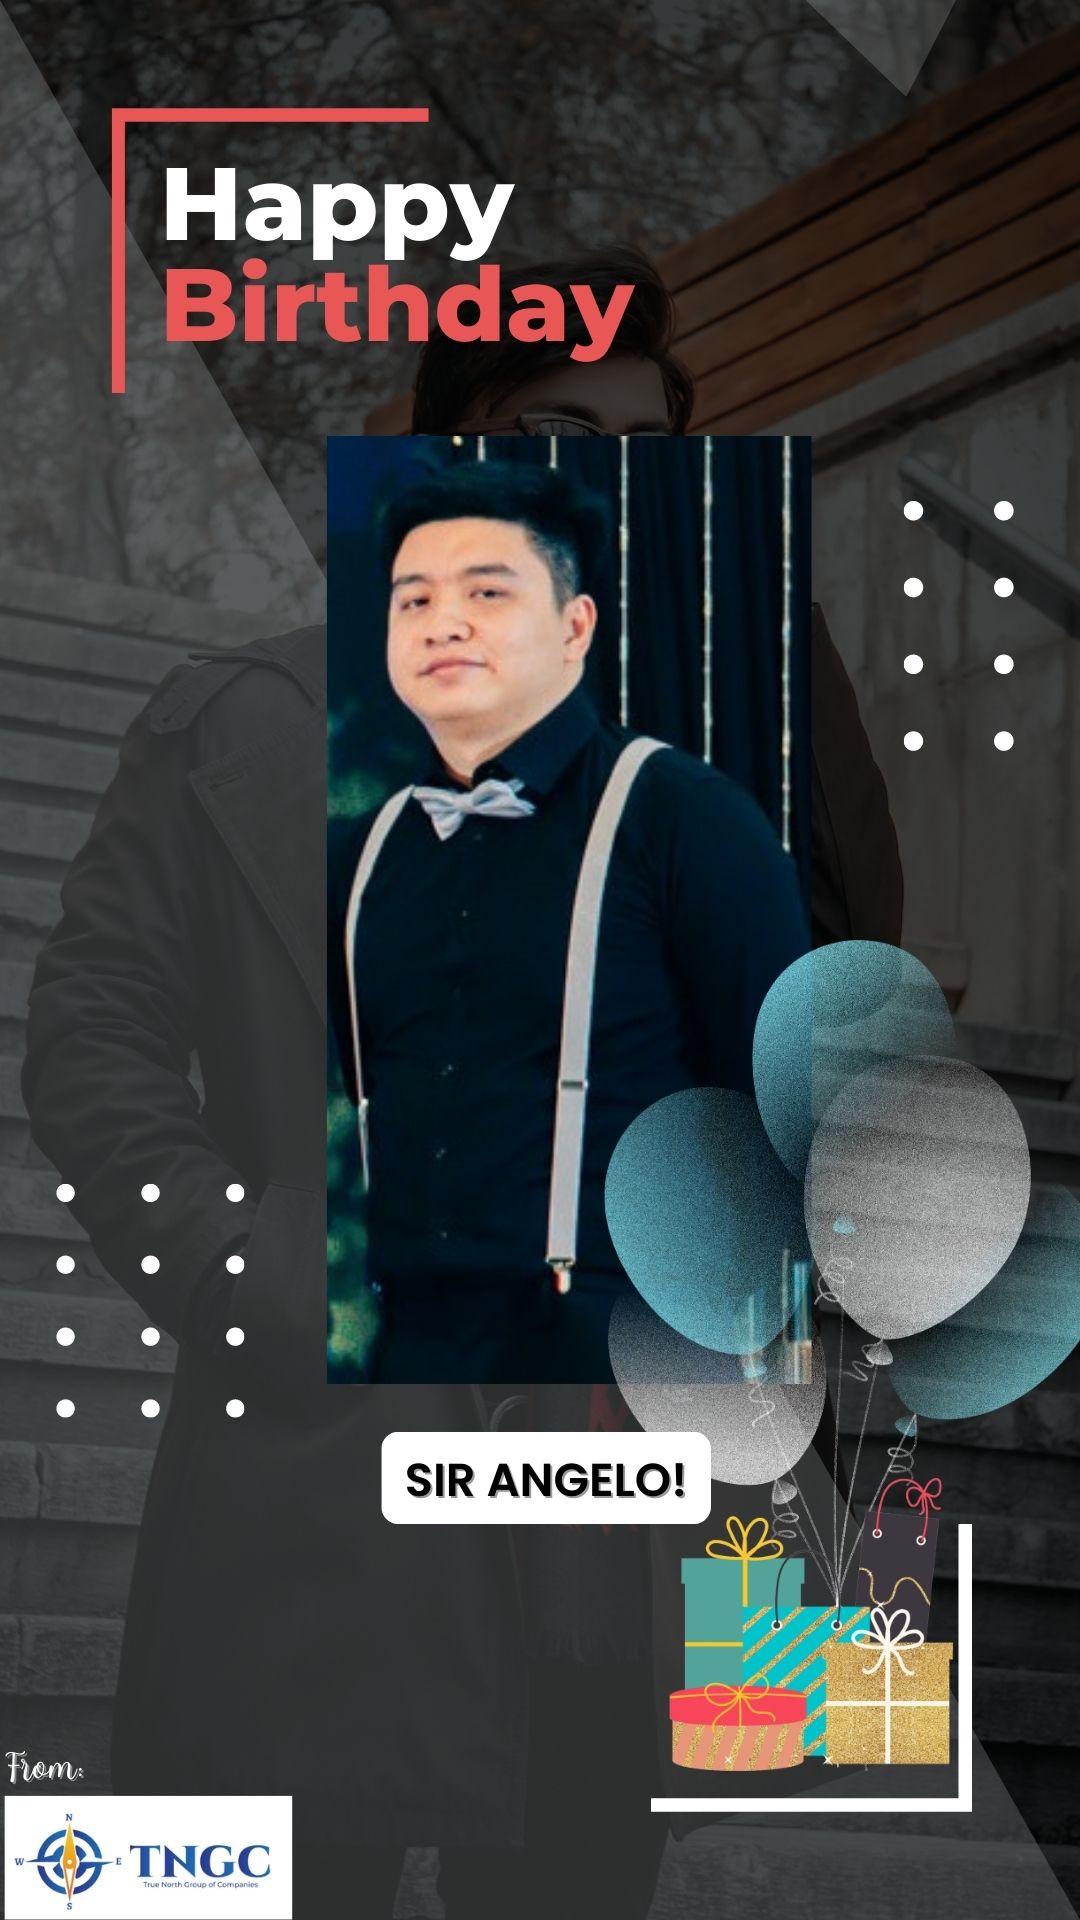 Happy
Birthday
SIR ANGELO!
From:
N
W
E
S
TNGC
True North Group of Companies